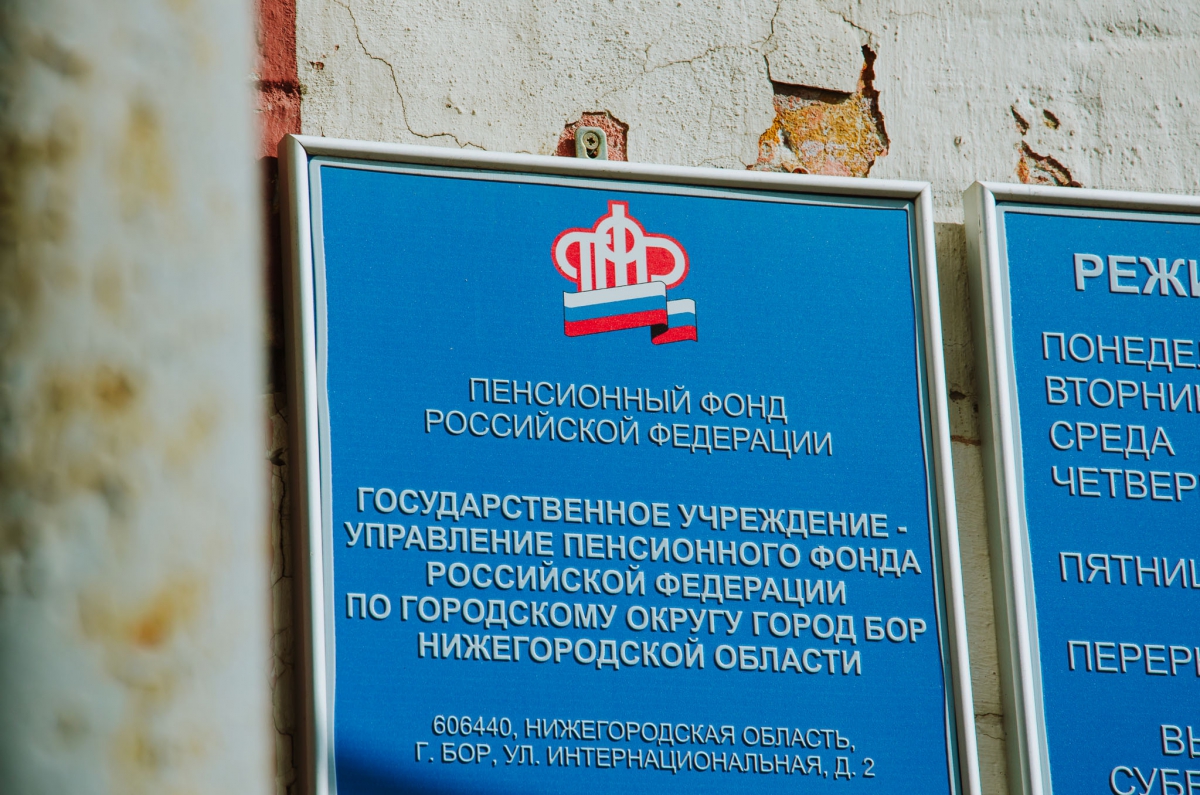 ПЕНСИОННЫЙ ФОНД
РОССИЙСКОЙ ФЕДЕРАЦИИ
ГОСУДАРСТВЕННОЕ УЧРЕЖДЕНИЕ -
УПРАВЛЕНИЕ ПЕНСИОННОГО ФОНДА
РОССИЙСКОЙ ФЕДЕРАЦИИ
ПО ГОРОДСКОМУ ОКРУГУ ГОРОД БОР
НИЖЕГОРОДСКОЙ ОБЛАСТИ
606440, НИЖЕГОРОДСКАЯ ОБЛАСТЬ,
Г. БОР, УЛ. ИНТЕРНАЦИОНАЛЬНАЯ, Д. 2
СРЕДА